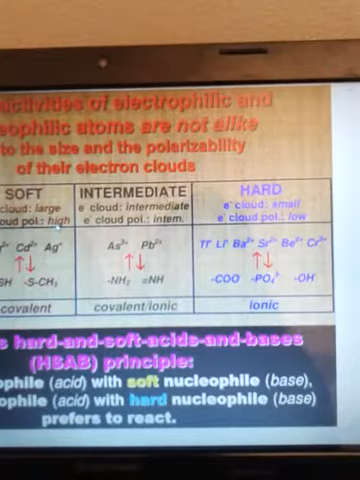 activities of electrophilic and
eophilic atoms are not alike
to the size and the polarizability
of their electron clouds
SOFT INTERMEDIATE HARD
cloud: large e⁻ cloud: intermediate e⁻ cloud: small
oud pol.: high e⁻ cloud pol.: intem. e⁻ cloud pol.: low
Cd²⁺ Ag⁺ As³⁺ Pb²⁺ Ba²⁺ Sr²⁺ Be²⁺ Cr³⁺
SH -S-CH₃ -NH₂ =NH -COO -PO₄ -OH
covalent covalent/ionic ionic
s hard-and-soft-acids-and-bases
(HSAB) principle:
ophile (acid) with soft nucleophile (base),
ophile (acid) with hard nucleophile (base)
prefers to react.